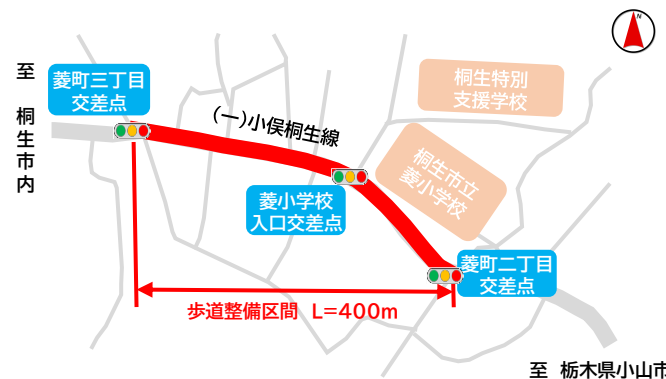 N
至 桐生市内
菱町三丁目
交差点
(一)小俣桐生線
桐生特別
支援学校
桐生市立
菱小学校
菱小学校
入口交差点
菱町二丁目
交差点
歩道整備区間 L=400m
至 栃木県小山市